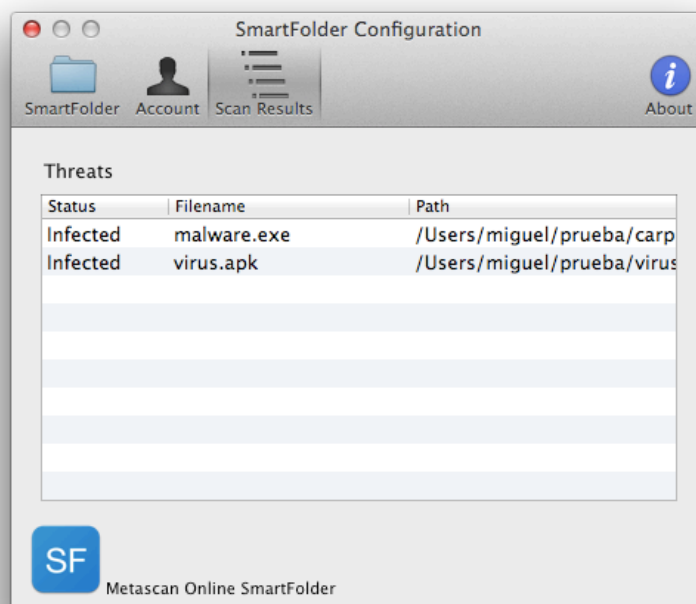 SmartFolder Configuration
SmartFolder Account Scan Results About
Threats
Status Filename Path
Infected malware.exe /Users/miguel/prueba/carp
Infected virus.apk /Users/miguel/prueba/virus
SF
Metascan Online SmartFolder